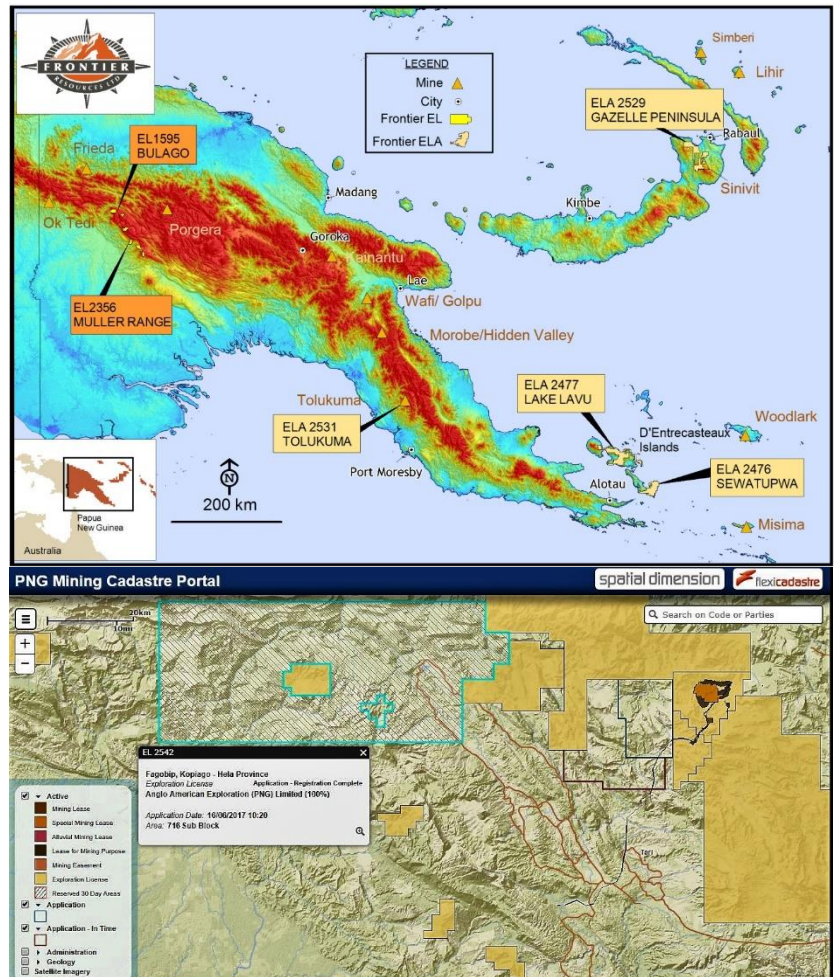 FRONTIER
RESOURCES LTD
LEGEND
Mine
City
Frontier EL
Frontier ELA
Simberi
Lihir
ELA 2529
GAZELLE PENINSULA
Rabaul
Sinivit
Kimbe
EL1595
BULAGO
Frieda
Ok Tedi
Porgera
Madang
Goroka
Kainantu
Lae
Wafi/ Golpu
EL2356
MULLER RANGE
Morobe/Hidden Valley
Tolukuma
ELA 2531
TOLUKUMA
Port Moresby
ELA 2477
LAKE LAVU
D'Entrecasteaux
Islands
Woodlark
Alotau
ELA 2476
SEWATUPWA
Misima
N
200 km
Papua
New Guinea
Australia
PNG Mining Cadastre Portal
spatial dimension
flexicadastre
20km
10mi
Search on Code or Parties
EL 2542
Fagobip, Kopiago - Hela Province
Exploration License Application - Registration Complete
Anglo American Exploration (PNG) Limited (100%)
Application Date: 16/06/2017 10:20
Area: 716 Sub Block
Active
Mining Lease
Special Mining Lease
Alluvial Mining Lease
Lease for Mining Purpose
Mining Easement
Exploration License
Reserved 30 Day Areas
Application
Application - In Time
Administration
Geology
Satellite Imagery
Tari